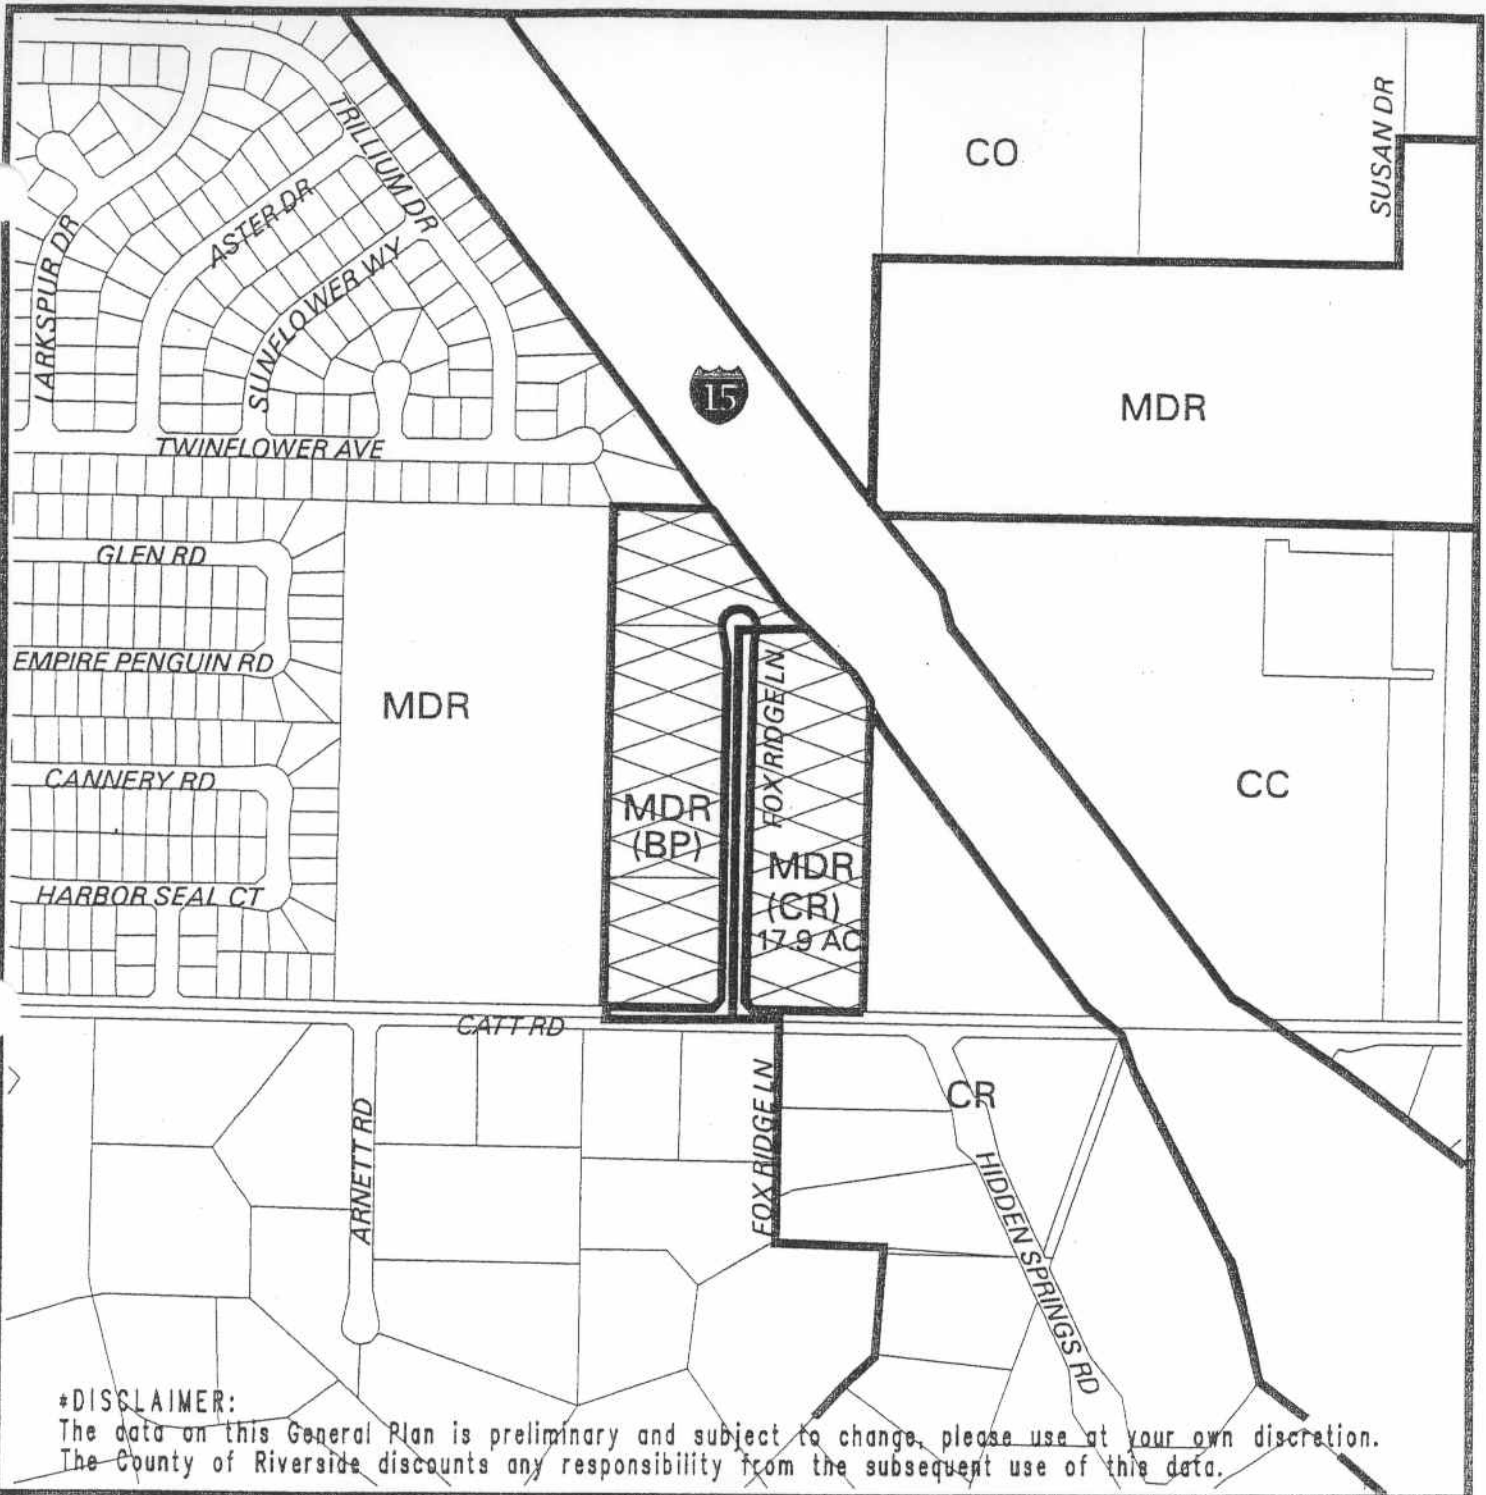 TRILLIUM DR
CO
SUSAN DR
ASTER DR
LARKSPUR DR
SUNFLOWER WY
15
MDR
TWINFLOWER AVE
GLEN RD
EMPIRE PENGUIN RD
MDR
FOX RIDGE LN
CANNERY RD
CC
MDR
(BP)
MDR
(CR)
17.9 AC
HARBOR SEAL CT
CATT RD
ARNETT RD
FOX RIDGE LN
CR
HIDDEN SPRINGS RD
*DISCLAIMER:
The data on this General Plan is preliminary and subject to change, please use at your own discretion.
The County of Riverside discounts any responsibility from the subsequent use of this data.